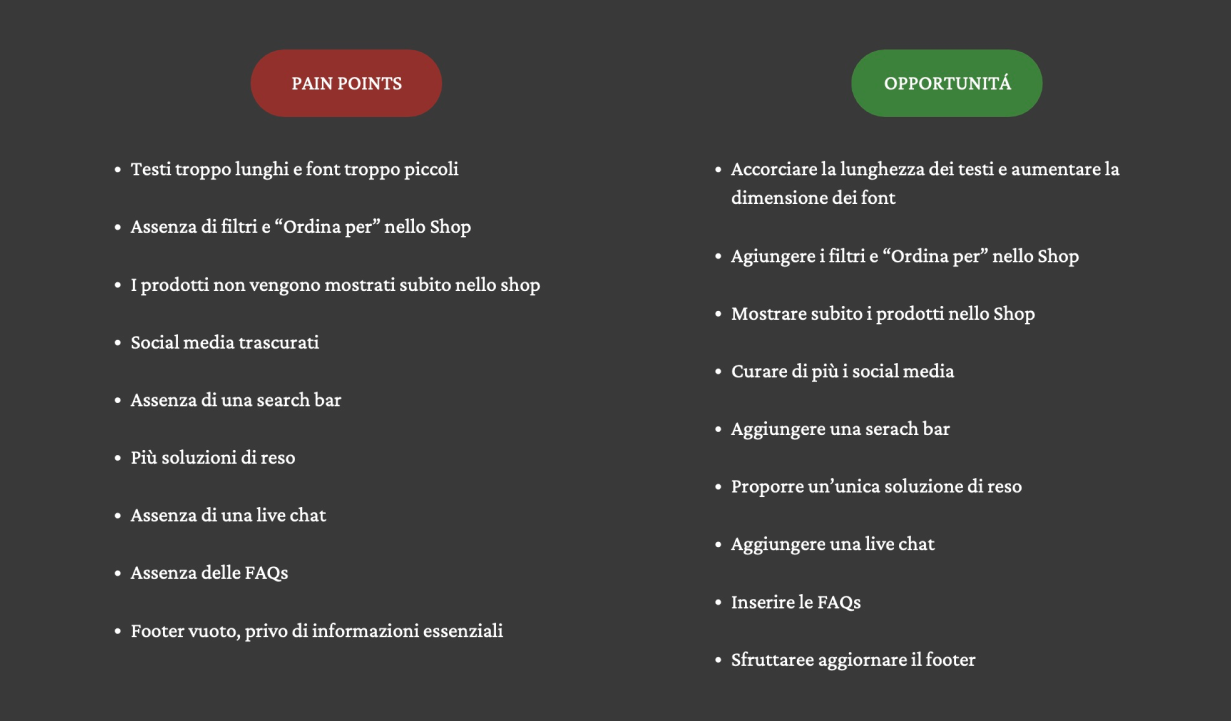 PAIN POINTS
• Testi troppo lunghi e font troppo piccoli
• Assenza di filtri e “Ordina per” nello Shop
• I prodotti non vengono mostrati subito nello shop
• Social media trascurati
• Assenza di una search bar
• Più soluzioni di reso
• Assenza di una live chat
• Assenza delle FAQs
• Footer vuoto, privo di informazioni essenziali
OPPORTUNITÁ
• Accorciare la lunghezza dei testi e aumentare la
dimensione dei font
• Agiungere i filtri e “Ordina per” nello Shop
• Mostrare subito i prodotti nello Shop
• Curare di più i social media
• Aggiungere una serach bar
• Proporre un’unica soluzione di reso
• Aggiungere una live chat
• Inserire le FAQs
• Sfruttaree aggiornare il footer